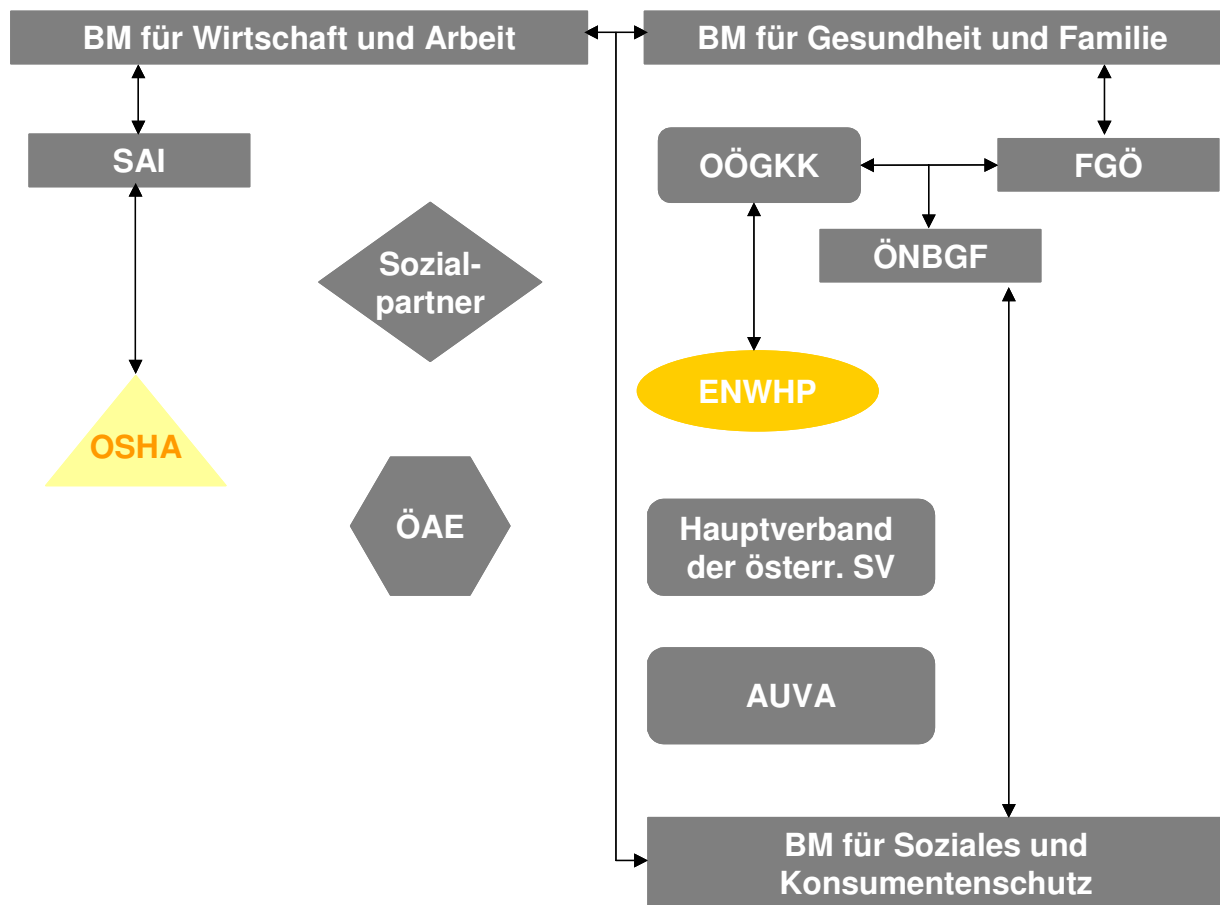 BM für Wirtschaft und Arbeit
BM für Gesundheit und Familie
SAI
OÖGKK
FGÖ
ÖNBGF
Sozial-
partner
ENWHP
OSHA
ÖAE
Hauptverband
der österr. SV
AUVA
BM für Soziales und
Konsumentenschutz